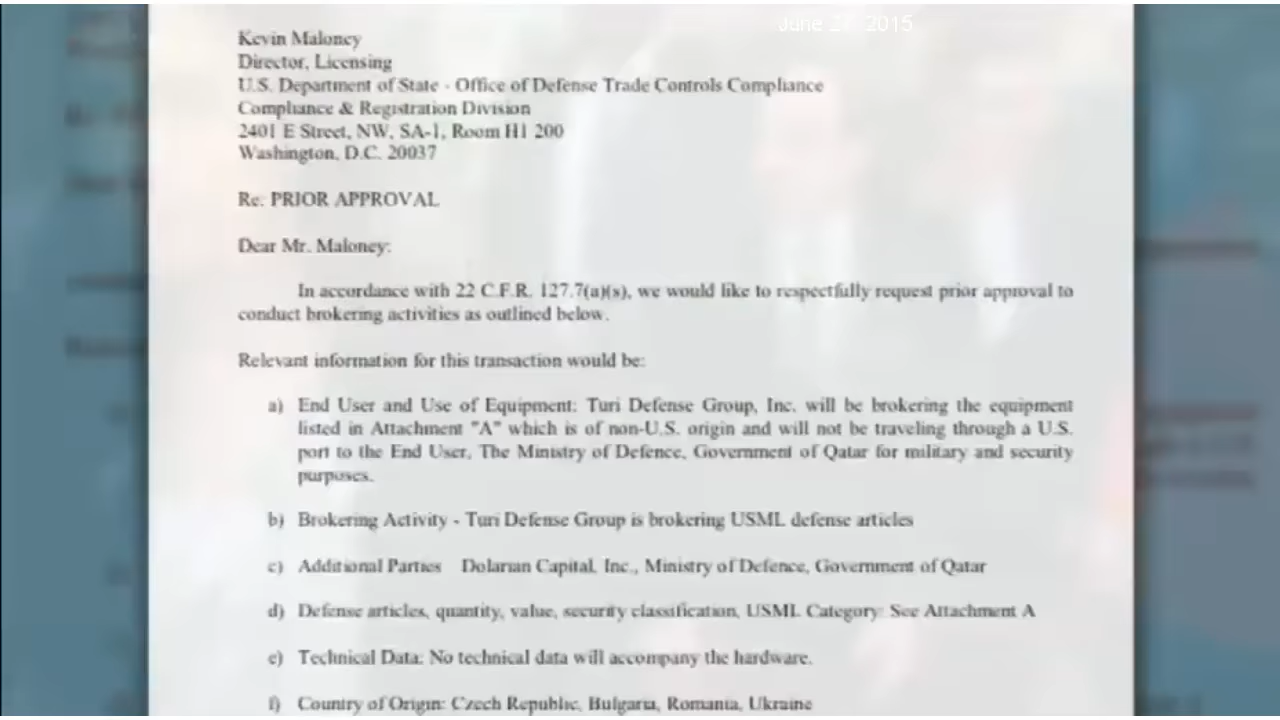 June 2 2015
Kevin Maloney
Director, Licensing
U.S. Department of State - Office of Defense Trade Controls Compliance
Compliance & Registration Division
2401 E Street, NW, SA-1, Room H1 200
Washington, D.C. 20037
Re: PRIOR APPROVAL
Dear Mr. Maloney:
In accordance with 22 C.F.R. 127.7(a)(s), we would like to respectfully request prior approval to
conduct brokering activities as outlined below.
Relevant information for this transaction would be:
a) End User and Use of Equipment: Turi Defense Group, Inc. will be brokering the equipment
listed in Attachment "A" which is of non-U.S. origin and will not be traveling through a U.S.
port to the End User, The Ministry of Defence, Government of Qatar for military and security
purposes.
b) Brokering Activity - Turi Defense Group is brokering USML defense articles
c) Additional Parties Dolarian Capital, Inc., Ministry of Defence, Government of Qatar
d) Defense articles, quantity, value, security classification, USML Category: See Attachment A
e) Technical Data: No technical data will accompany the hardware.
f) Country of Origin: Czech Republic, Bulgaria, Romania, Ukraine